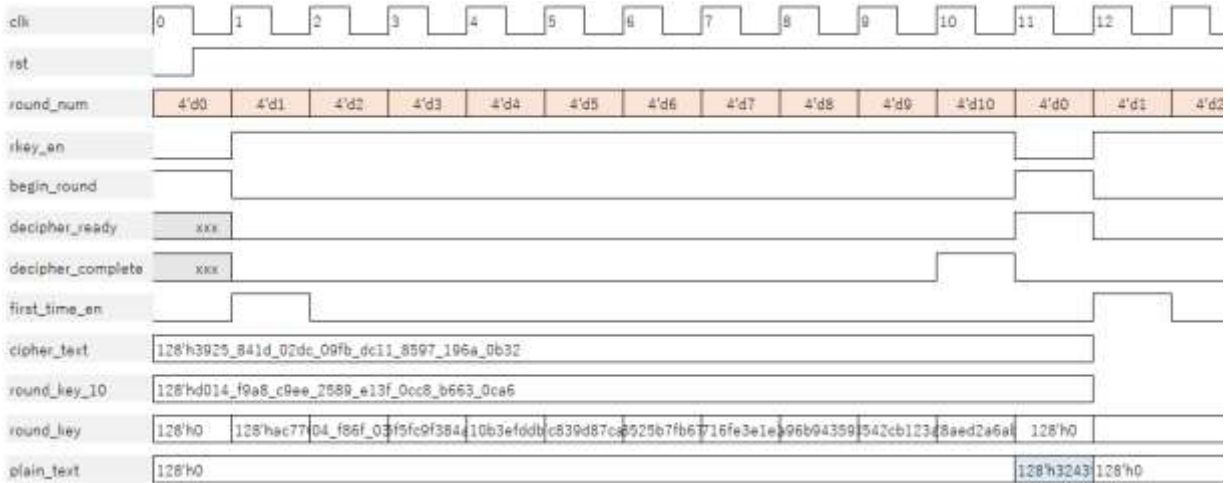 clk 0 1 2 3 4 5 6 7 8 9 10 11 12
rst
round_num 4'd0 4'd1 4'd2 4'd3 4'd4 4'd5 4'd6 4'd7 4'd8 4'd9 4'd10 4'd0 4'd1 4'd2
rkey_en
begin_round
decipher_ready xxx
decipher_complete xxx
first_time_en
cipher_text 128'h3925_841d_02dc_09fb_dc11_8597_196a_0b32
round_key_10 128'hd014_f9a8_c9ee_2589_e13f_0cc8_b663_0ca6
round_key 128'h0 128'hac77 04_f86f_03 128'h0
plain_text 128'h0 128'h3243 128'h0